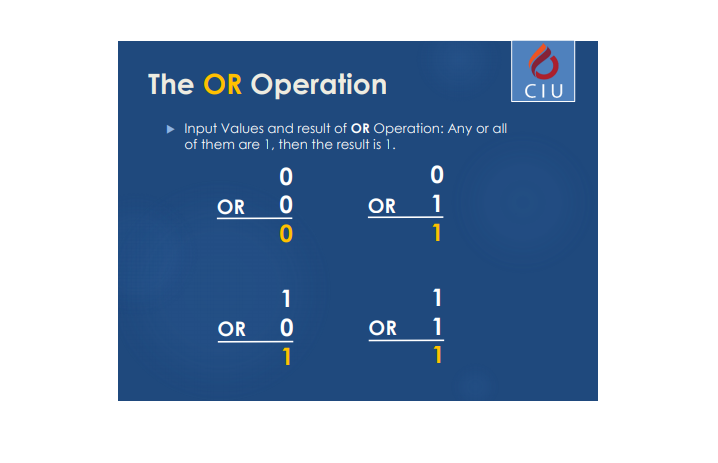 The OR Operation
CIU
▶ Input Values and result of OR Operation: Any or all
of them are 1, then the result is 1.
0 0
OR 0 OR 1
0 1
1 1
OR 0 OR 1
1 1